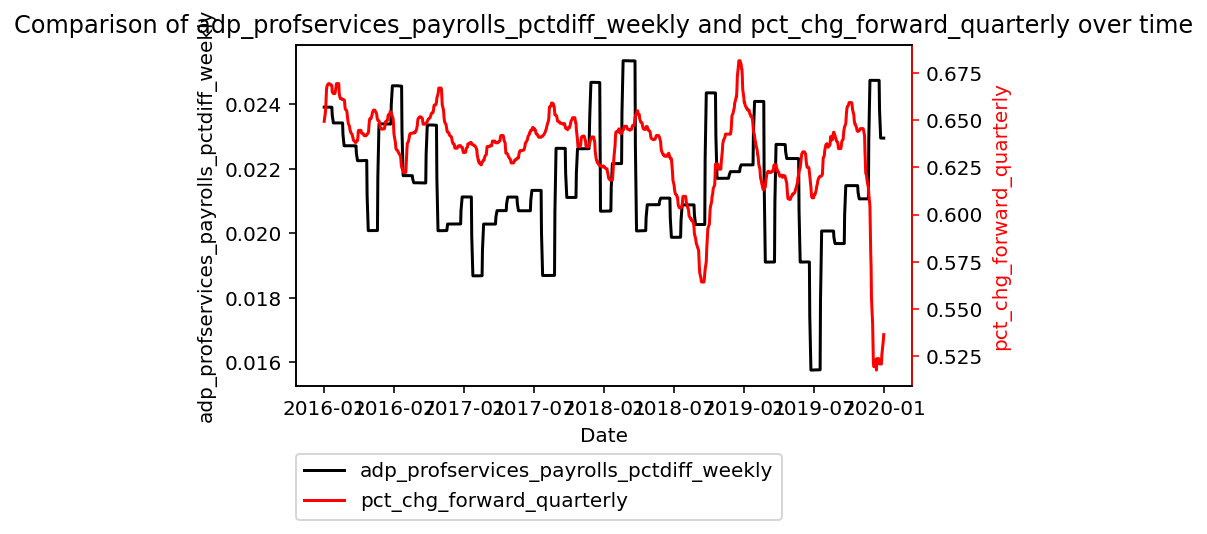 Comparison of adp_profservices_payrolls_pctdiff_weekly and pct_chg_forward_quarterly over time
adp_profservices_payrolls_pctdiff_weekly
0.024
0.022
0.020
0.018
0.016
0.675
0.650
0.625
0.600
0.575
0.550
0.525
pct_chg_forward_quarterly
2016-01 2016-07 2017-01 2017-07 2018-01 2018-07 2019-01 2019-07 2020-01
Date
adp_profservices_payrolls_pctdiff_weekly
pct_chg_forward_quarterly